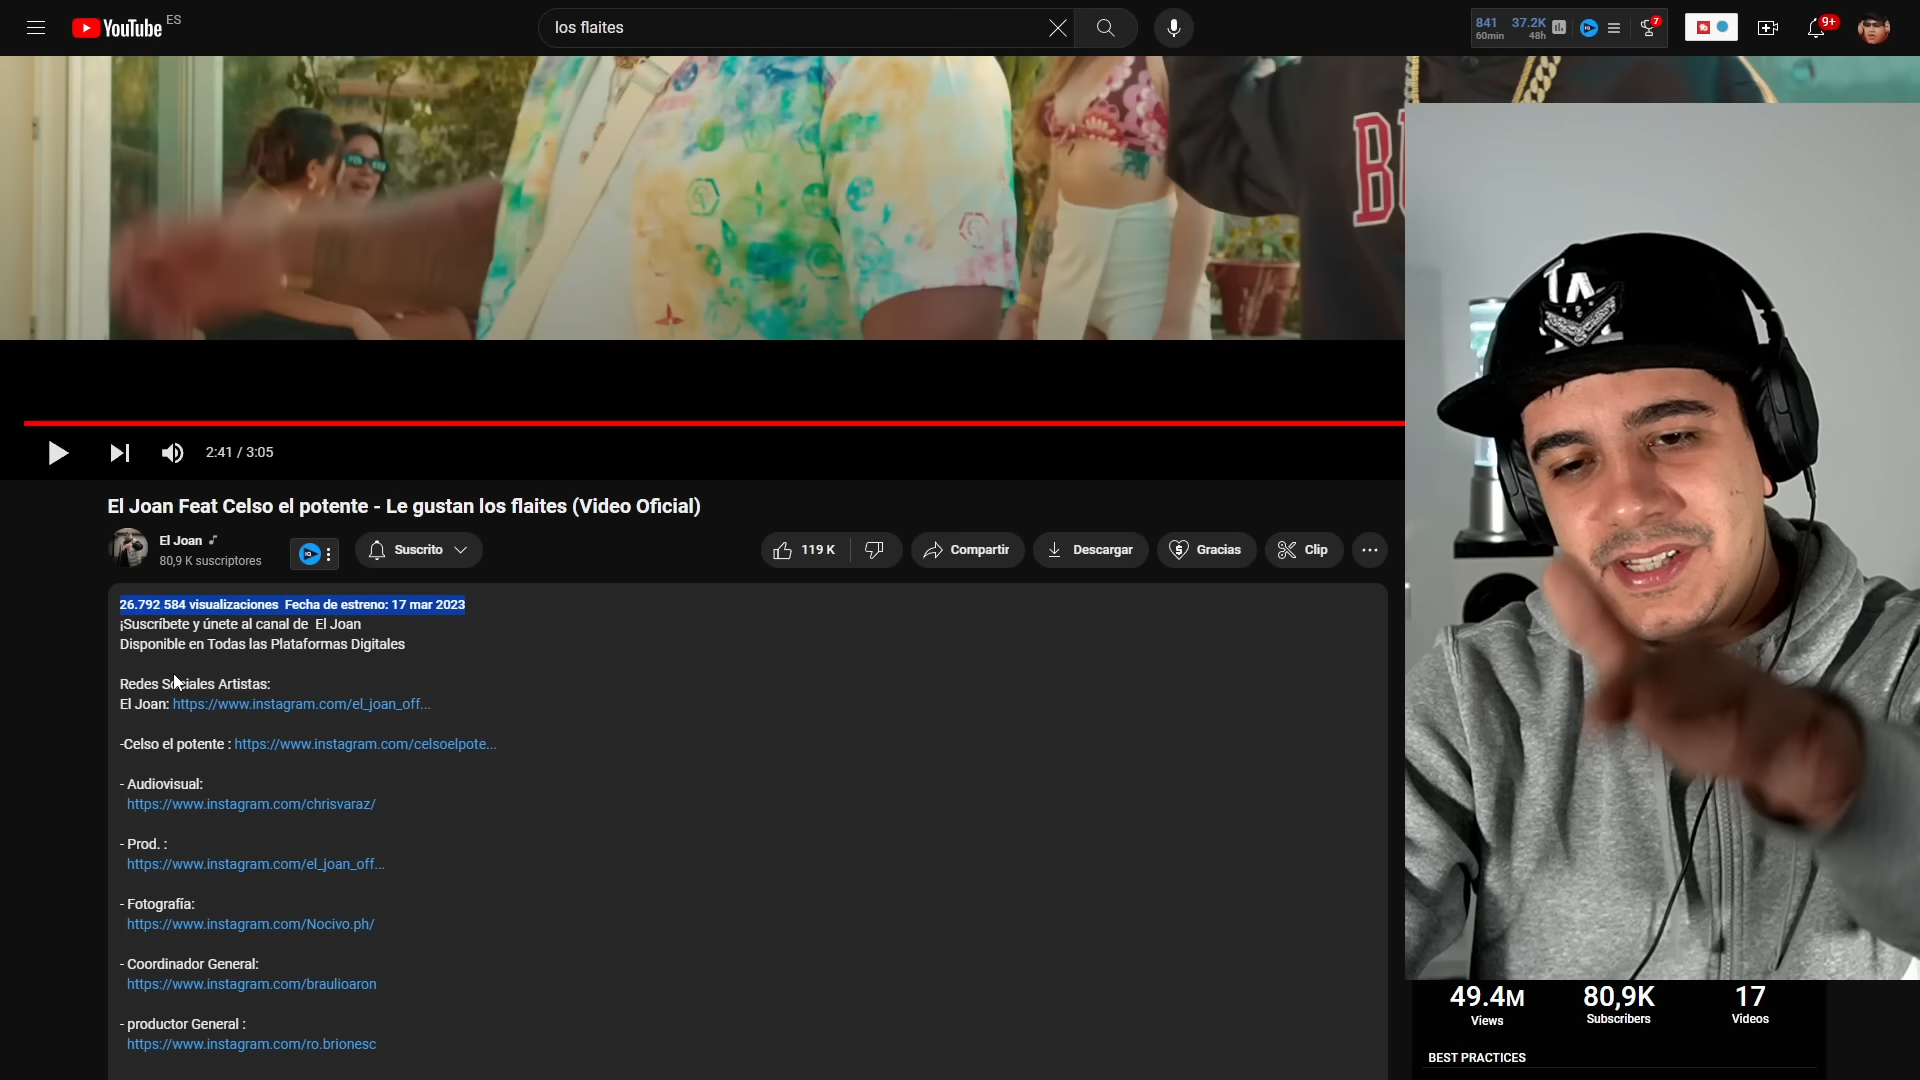 YouTube ES
los flaites
841 37.2K
60min 48h
7
9+
LA
2:41 / 3:05
El Joan Feat Celso el potente - Le gustan los flaites (Video Oficial)
El Joan
80,9 K suscriptores
Suscrito
119 K
Compartir
Descargar
Gracias
Clip
26.792 584 visualizaciones Fecha de estreno: 17 mar 2023
¡Suscríbete y únete al canal de El Joan
Disponible en Todas las Plataformas Digitales
Redes Sociales Artistas:
El Joan: https://www.instagram.com/el_joan_off...
-Celso el potente : https://www.instagram.com/celsoelpote...
- Audiovisual:
https://www.instagram.com/chrisvaraz/
- Prod. :
https://www.instagram.com/el_joan_off...
- Fotografía:
https://www.instagram.com/Nocivo.ph/
- Coordinador General:
https://www.instagram.com/braulioaron
- productor General :
https://www.instagram.com/ro.brionesc
49.4M 80,9K 17
Views Subscribers Videos
BEST PRACTICES